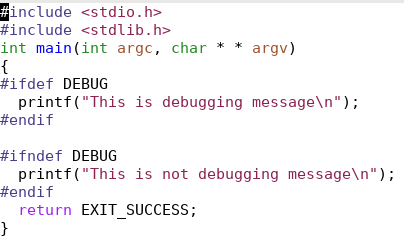 #include <stdio.h>
#include <stdlib.h>
int main(int argc, char * * argv)
{
#ifdef DEBUG
  printf("This is debugging message\n");
#endif

#ifndef DEBUG
  printf("This is not debugging message\n");
#endif
  return EXIT_SUCCESS;
}